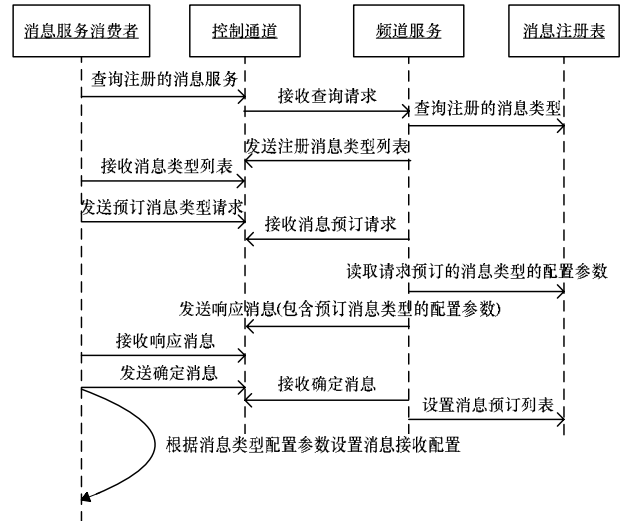 消息服务消费者
控制通道
频道服务
消息注册表
查询注册的消息服务
接收查询请求
查询注册的消息类型
发送注册消息类型列表
接收消息类型列表
发送预订消息类型请求
接收消息预订请求
读取请求预订的消息类型的配置参数
发送响应消息(包含预订消息类型的配置参数)
接收响应消息
发送确定消息
接收确定消息
设置消息预订列表
根据消息类型配置参数设置消息接收配置